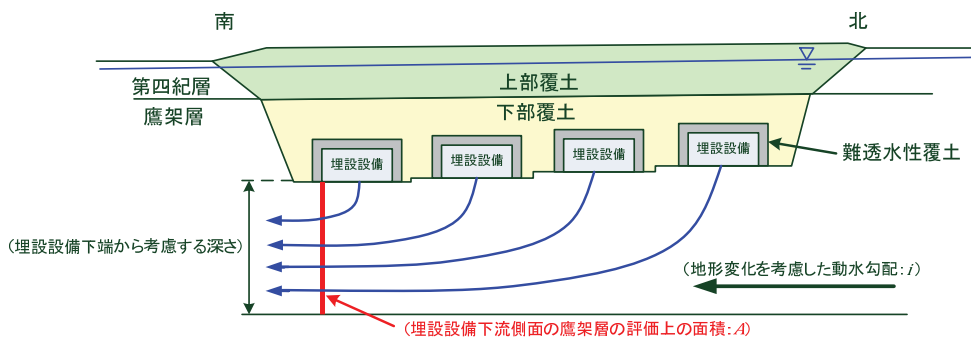 南
北
第四紀層
鷹架層
上部覆土
下部覆土
埋設設備
埋設設備
埋設設備
埋設設備
難透水性覆土
(埋設設備下端から考慮する深さ)
(地形変化を考慮した動水勾配:i)
(埋設設備下流側面の鷹架層の評価上の面積:A)